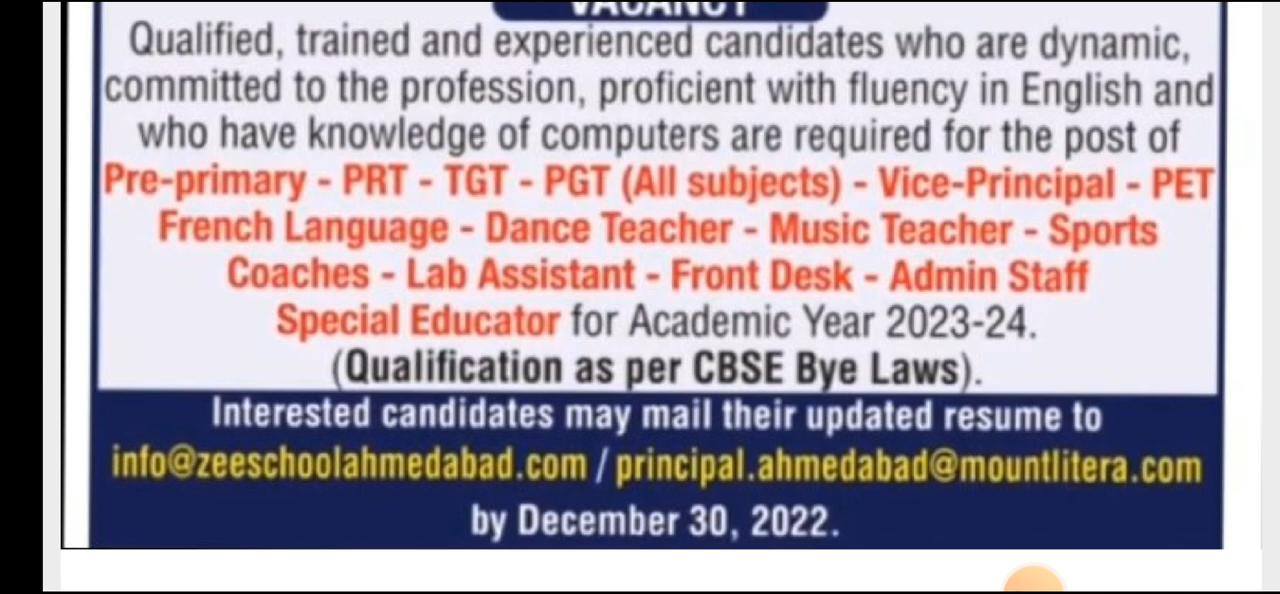 VACANCY
Qualified, trained and experienced candidates who are dynamic,
committed to the profession, proficient with fluency in English and
who have knowledge of computers are required for the post of
Pre-primary - PRT - TGT - PGT (All subjects) - Vice-Principal - PET
French Language - Dance Teacher - Music Teacher - Sports
Coaches - Lab Assistant - Front Desk - Admin Staff
Special Educator for Academic Year 2023-24.
(Qualification as per CBSE Bye Laws).
Interested candidates may mail their updated resume to
info@zeeschoolahmedabad.com / principal.ahmedabad@mountlitera.com
by December 30, 2022.